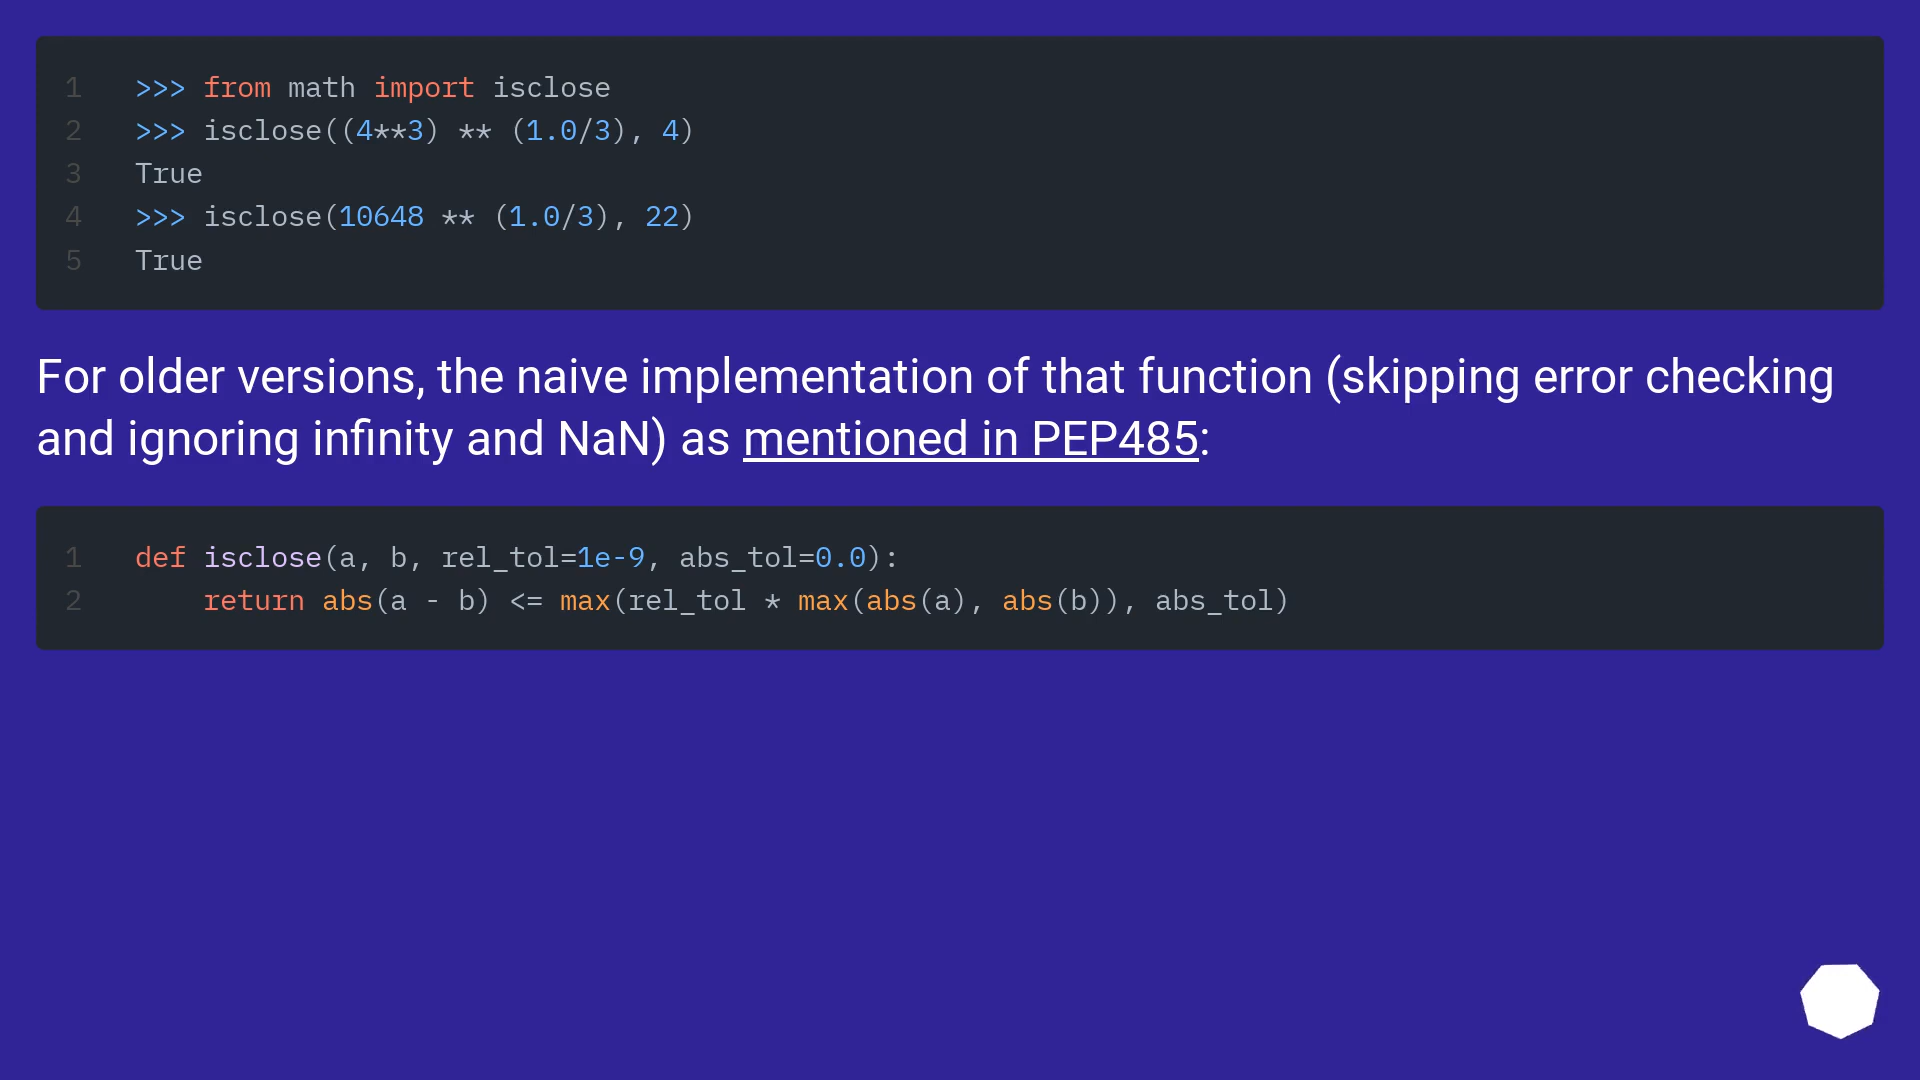 1 >>> from math import isclose
2 >>> isclose((4**3) ** (1.0/3), 4)
3 True
4 >>> isclose(10648 ** (1.0/3), 22)
5 True
For older versions, the naive implementation of that function (skipping error checking
and ignoring infinity and NaN) as mentioned in PEP485:
1 def isclose(a, b, rel_tol=1e-9, abs_tol=0.0):
2     return abs(a - b) <= max(rel_tol * max(abs(a), abs(b)), abs_tol)